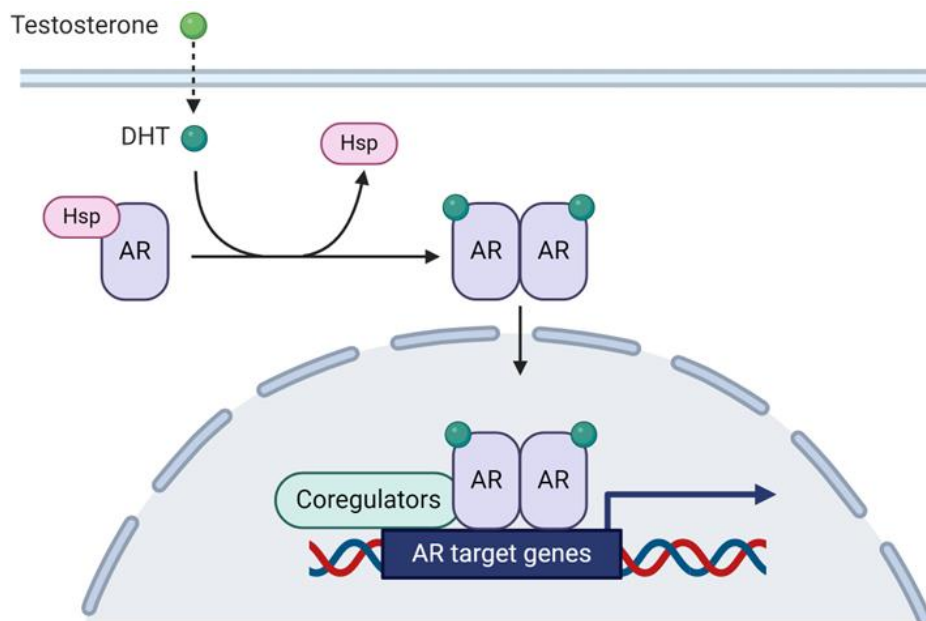 Testosterone
DHT
Hsp
Hsp
AR
AR AR
AR AR
Coregulators
AR target genes